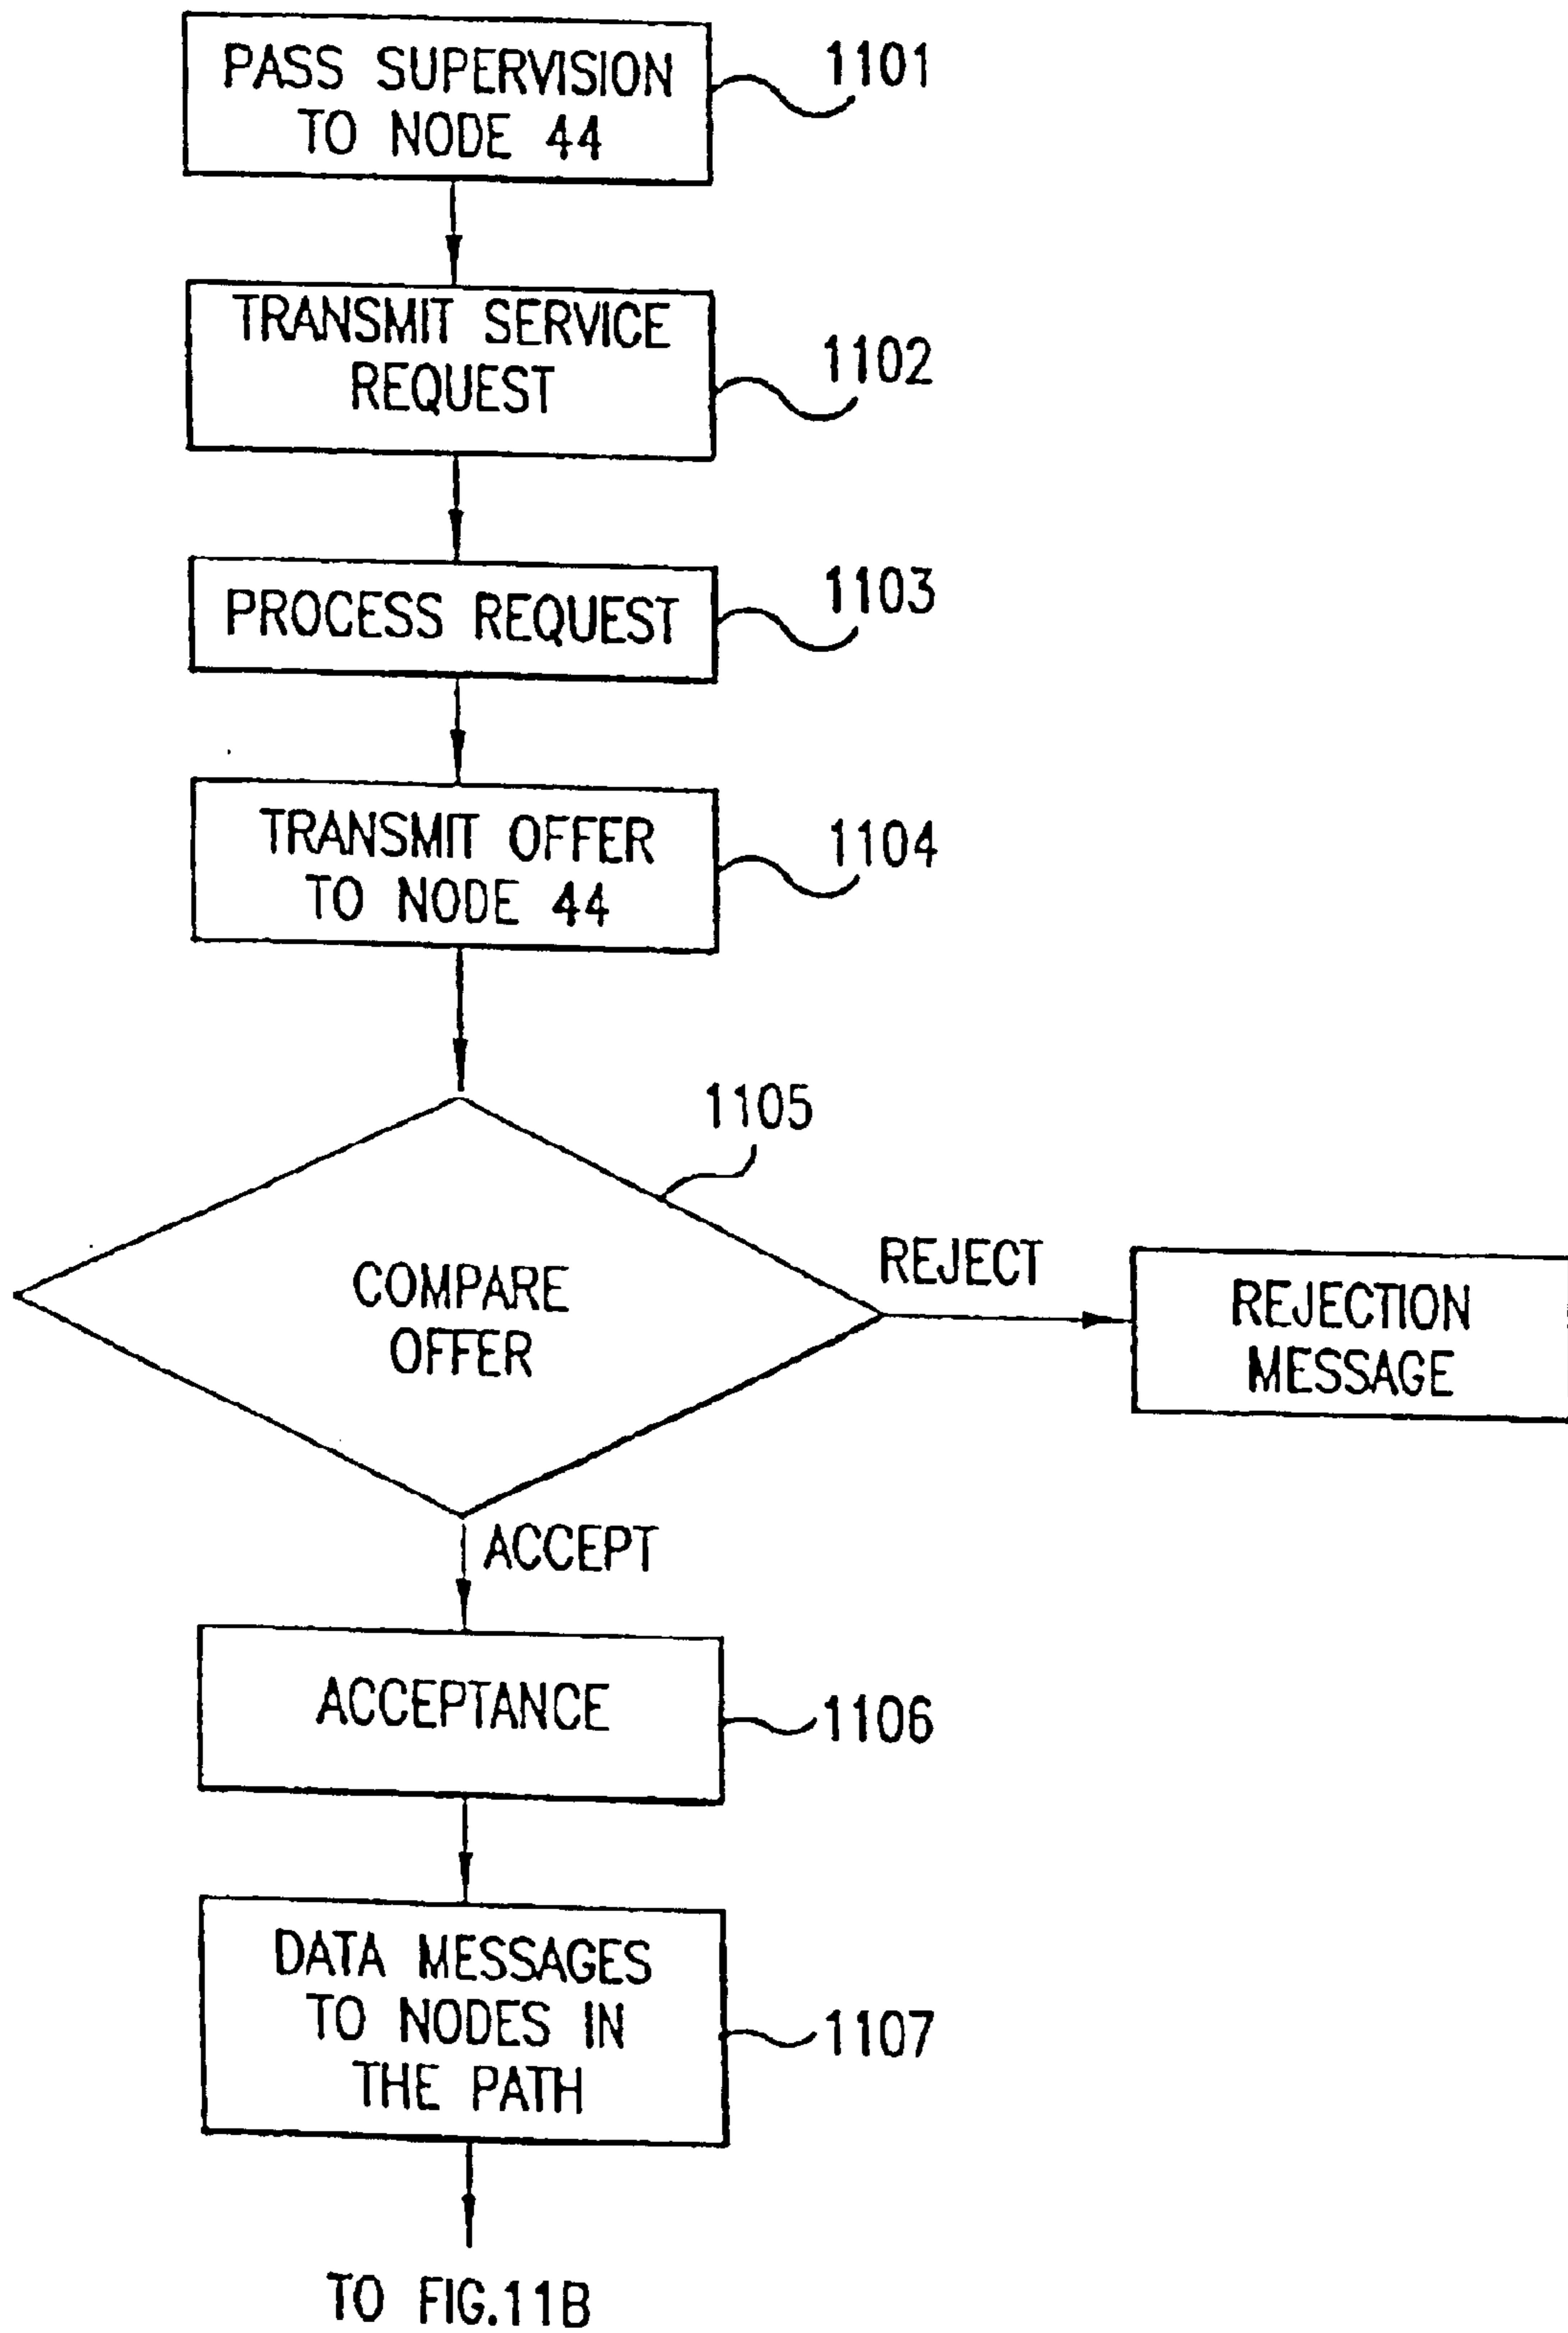 PASS SUPERVISION
TO NODE 44
1101
TRANSMIT SERVICE
REQUEST
1102
PROCESS REQUEST
1103
TRANSMIT OFFER
TO NODE 44
1104
1105
COMPARE
OFFER
REJECT
REJECTION
MESSAGE
ACCEPT
ACCEPTANCE
1106
DATA MESSAGES
TO NODES IN
THE PATH
1107
TO FIG.11B